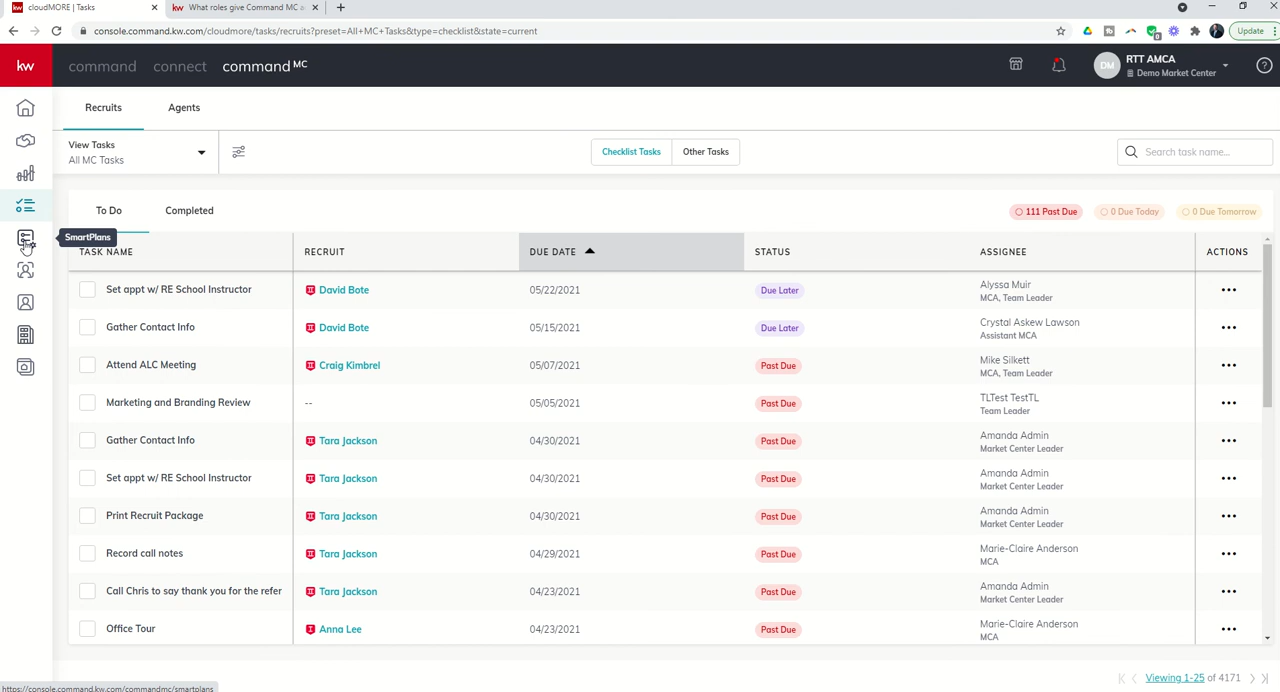 kw cloudMORE | Tasks
kw What roles give Command MC a
console.command.kw.com/cloudmore/tasks/recruits?preset=All+MC+Tasks&type=checklist&state=current
Update
kw command connect command MC
DM RTT AMCA
Demo Market Center
Recruits Agents
View Tasks
All MC Tasks
Checklist Tasks Other Tasks
Search task name...
To Do Completed
111 Past Due 0 Due Today 0 Due Tomorrow
SmartPlans
TASK NAME RECRUIT DUE DATE STATUS ASSIGNEE ACTIONS
Set appt w/ RE School Instructor David Bote 05/22/2021 Due Later Alyssa Muir
MCA, Team Leader
Gather Contact Info David Bote 05/15/2021 Due Later Crystal Askew Lawson
Assistant MCA
Attend ALC Meeting Craig Kimbrel 05/07/2021 Past Due Mike Silkett
MCA, Team Leader
Marketing and Branding Review -- 05/05/2021 Past Due TLTest TestTL
Team Leader
Gather Contact Info Tara Jackson 04/30/2021 Past Due Amanda Admin
Market Center Leader
Set appt w/ RE School Instructor Tara Jackson 04/30/2021 Past Due Amanda Admin
Market Center Leader
Print Recruit Package Tara Jackson 04/30/2021 Past Due Amanda Admin
Market Center Leader
Record call notes Tara Jackson 04/29/2021 Past Due Marie-Claire Anderson
MCA
Call Chris to say thank you for the refer Tara Jackson 04/23/2021 Past Due Amanda Admin
Market Center Leader
Office Tour Anna Lee 04/23/2021 Past Due Marie-Claire Anderson
MCA
Viewing 1-25 of 4171
https://console.command.kw.com/commandmc/smartplans